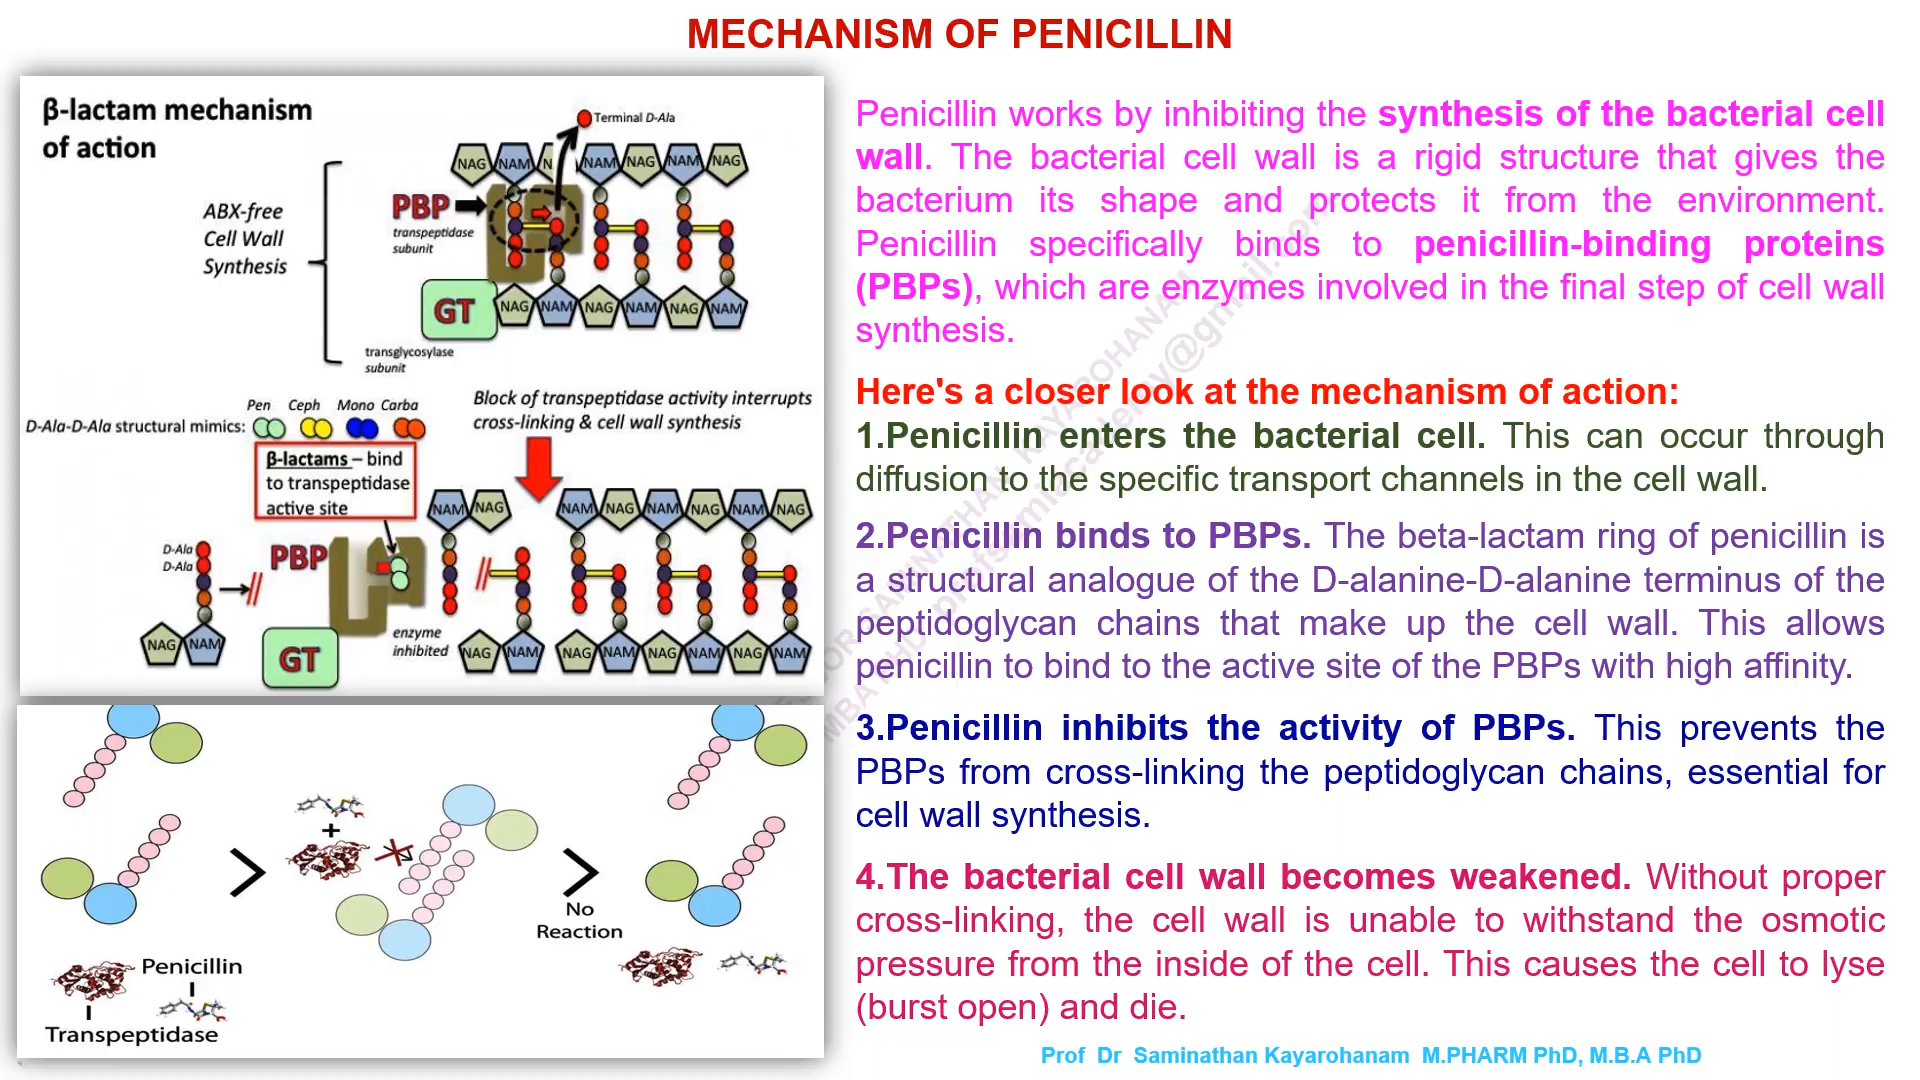 MECHANISM OF PENICILLIN
β-lactam mechanism
of action
Terminal D-Ala
NAG NAM N NAM NAG NAM NAG
ABX-free
Cell Wall
Synthesis
PBP
transpeptidase
subunit
GT
NAG NAM NAG NAM NAG NAM
transglycosylase
subunit
Pen Ceph Mono Carba
D-Ala-D-Ala structural mimics:
Block of transpeptidase activity interrupts
cross-linking & cell wall synthesis
β-lactams – bind
to transpeptidase
active site
NAM NAG NAM NAG NAM NAG NAM NAG
D-Ala
D-Ala
PBP
enzyme
inhibited
NAG NAM
GT
NAG NAM NAG NAM NAG NAM NAG NAM
+
No
Reaction
Penicillin
Transpeptidase
Penicillin works by inhibiting the synthesis of the bacterial cell
wall. The bacterial cell wall is a rigid structure that gives the
bacterium its shape and protects it from the environment.
Penicillin specifically binds to penicillin-binding proteins
(PBPs), which are enzymes involved in the final step of cell wall
synthesis.
Here's a closer look at the mechanism of action:
1.Penicillin enters the bacterial cell. This can occur through
diffusion to the specific transport channels in the cell wall.
2.Penicillin binds to PBPs. The beta-lactam ring of penicillin is
a structural analogue of the D-alanine-D-alanine terminus of the
peptidoglycan chains that make up the cell wall. This allows
penicillin to bind to the active site of the PBPs with high affinity.
3.Penicillin inhibits the activity of PBPs. This prevents the
PBPs from cross-linking the peptidoglycan chains, essential for
cell wall synthesis.
4.The bacterial cell wall becomes weakened. Without proper
cross-linking, the cell wall is unable to withstand the osmotic
pressure from the inside of the cell. This causes the cell to lyse
(burst open) and die.
Prof Dr Saminathan Kayarohanam M.PHARM PhD, M.B.A PhD